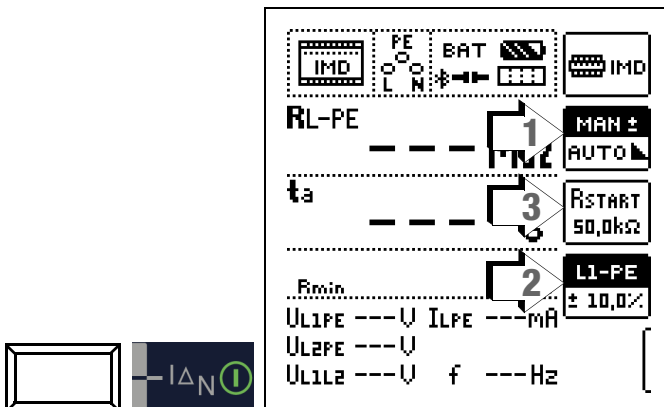 IMD PE L N BAT IMD
RL-PE 1 MAN ±
--- AUTO
ta 3 RSTART
--- 50,0kΩ
2 L1-PE
Rmin ± 10,0%
UL1PE ---V ILPE ---mA
UL2PE ---V
UL1L2 ---V f ---Hz
IΔN